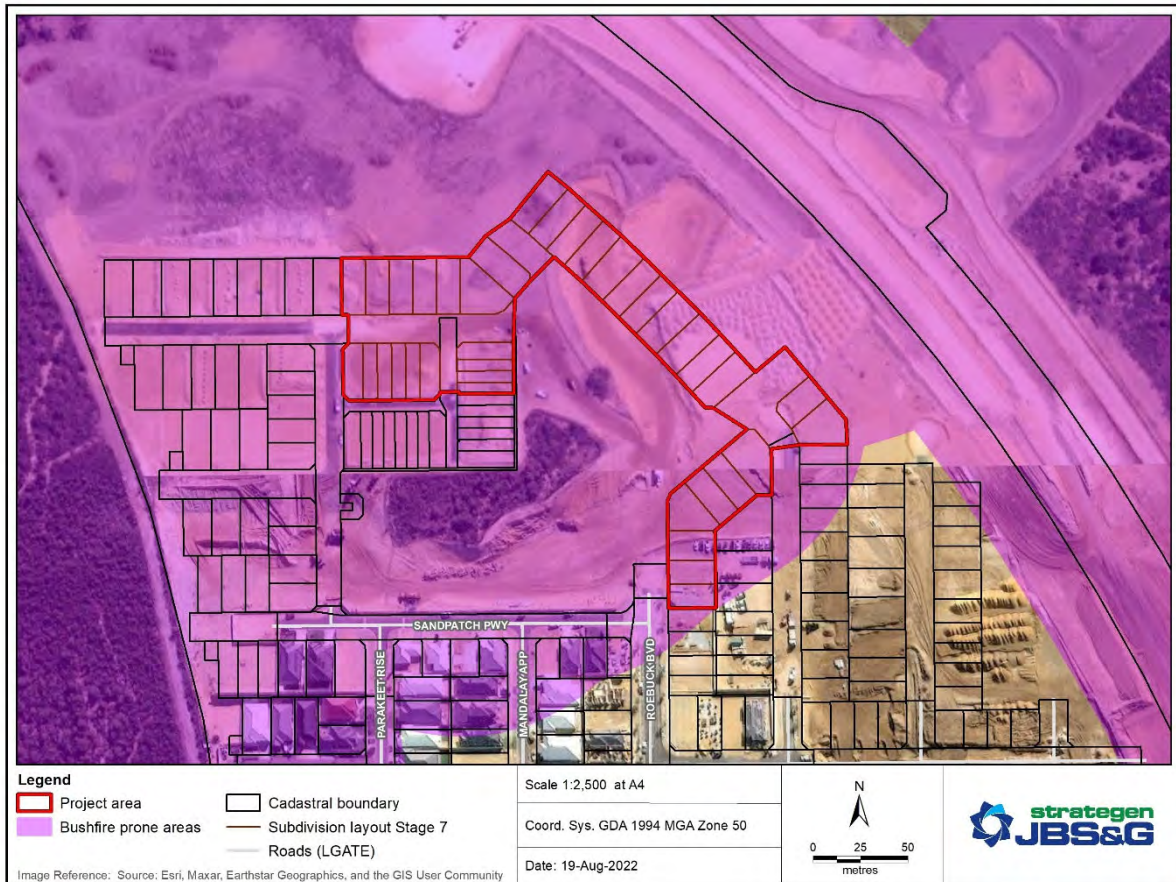 SANDPATCH PWY
PARAKEET RISE
MANDALAY APP
ROEBUCK BVD
Legend
Project area
Bushfire prone areas
Cadastral boundary
Subdivision layout Stage 7
Roads (LGATE)
Image Reference: Source: Esri, Maxar, Earthstar Geographics, and the GIS User Community
Scale 1:2,500 at A4
Coord. Sys. GDA 1994 MGA Zone 50
Date: 19-Aug-2022
N
0 25 50
metres
strategen
JBS&G